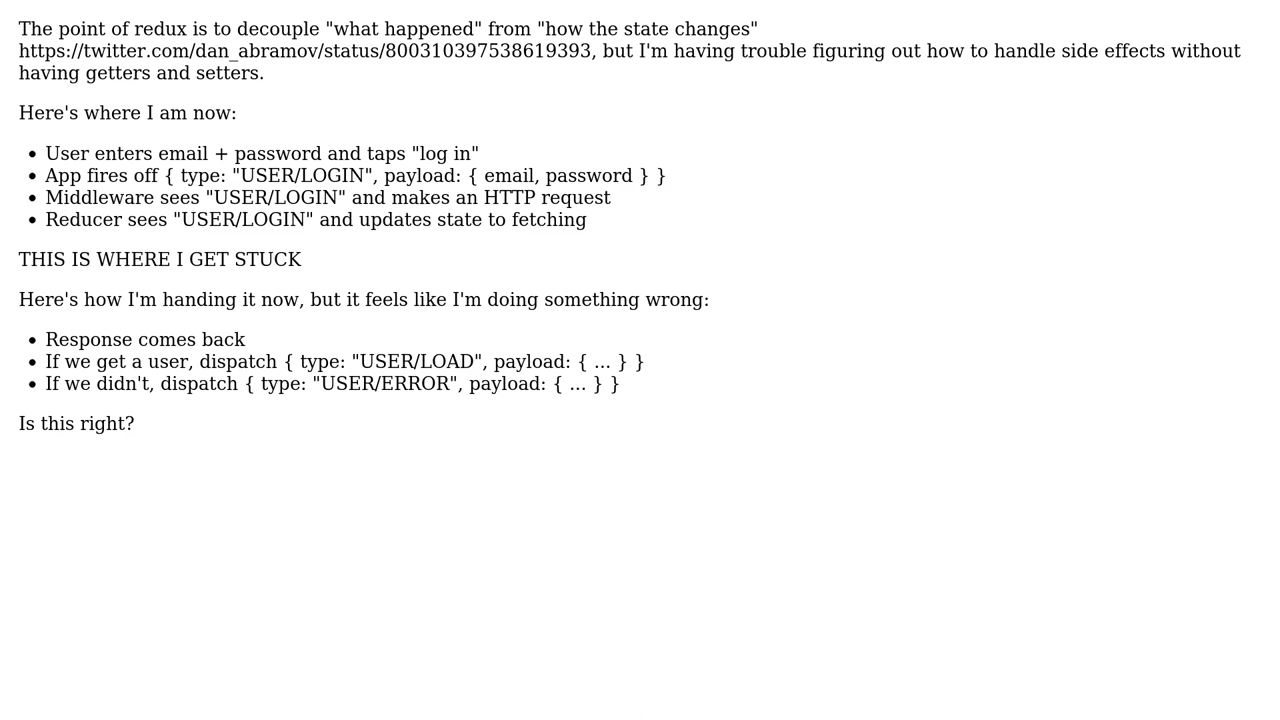 The point of redux is to decouple "what happened" from "how the state changes"
https://twitter.com/dan_abramov/status/800310397538619393, but I'm having trouble figuring out how to handle side effects without
having getters and setters.
Here's where I am now:
• User enters email + password and taps "log in"
• App fires off { type: "USER/LOGIN", payload: { email, password } }
• Middleware sees "USER/LOGIN" and makes an HTTP request
• Reducer sees "USER/LOGIN" and updates state to fetching
THIS IS WHERE I GET STUCK
Here's how I'm handing it now, but it feels like I'm doing something wrong:
• Response comes back
• If we get a user, dispatch { type: "USER/LOAD", payload: { ... } }
• If we didn't, dispatch { type: "USER/ERROR", payload: { ... } }
Is this right?